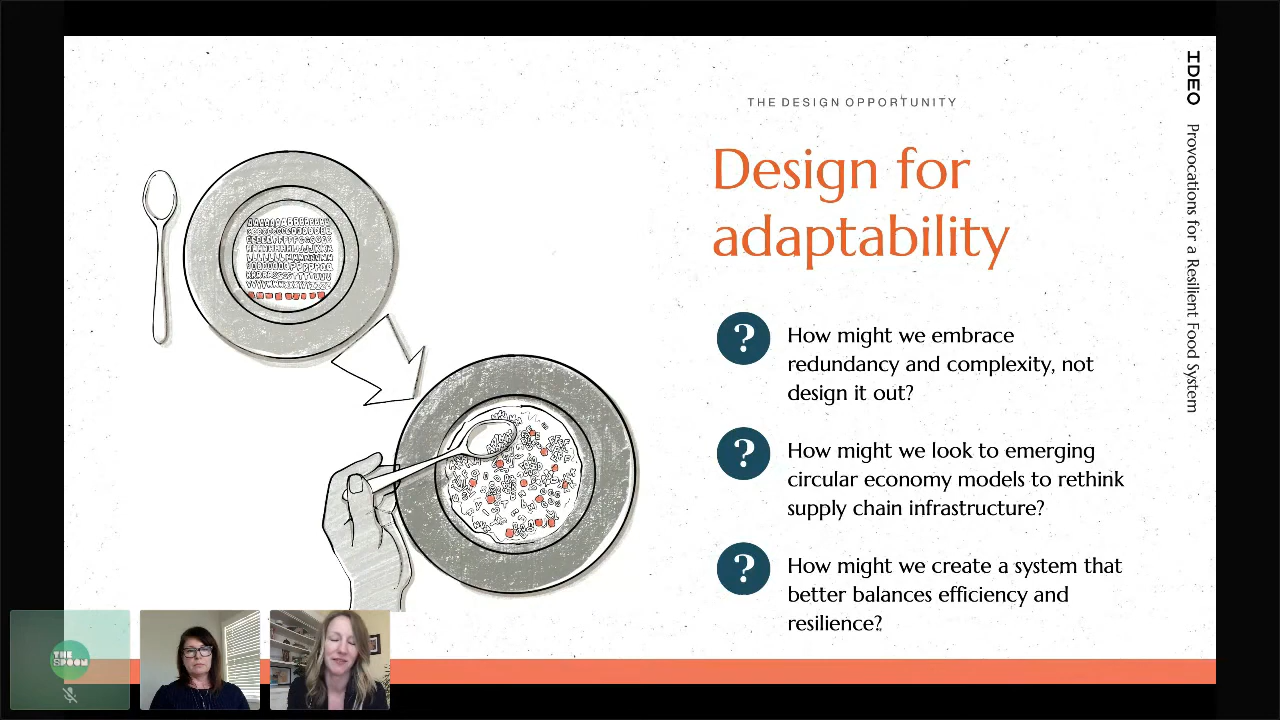 THE DESIGN OPPORTUNITY
Design for
adaptability
?
How might we embrace
redundancy and complexity, not
design it out?
?
How might we look to emerging
circular economy models to rethink
supply chain infrastructure?
?
How might we create a system that
better balances efficiency and
resilience?
IDEO Provocations for a Resilient Food System
THE
SPOON